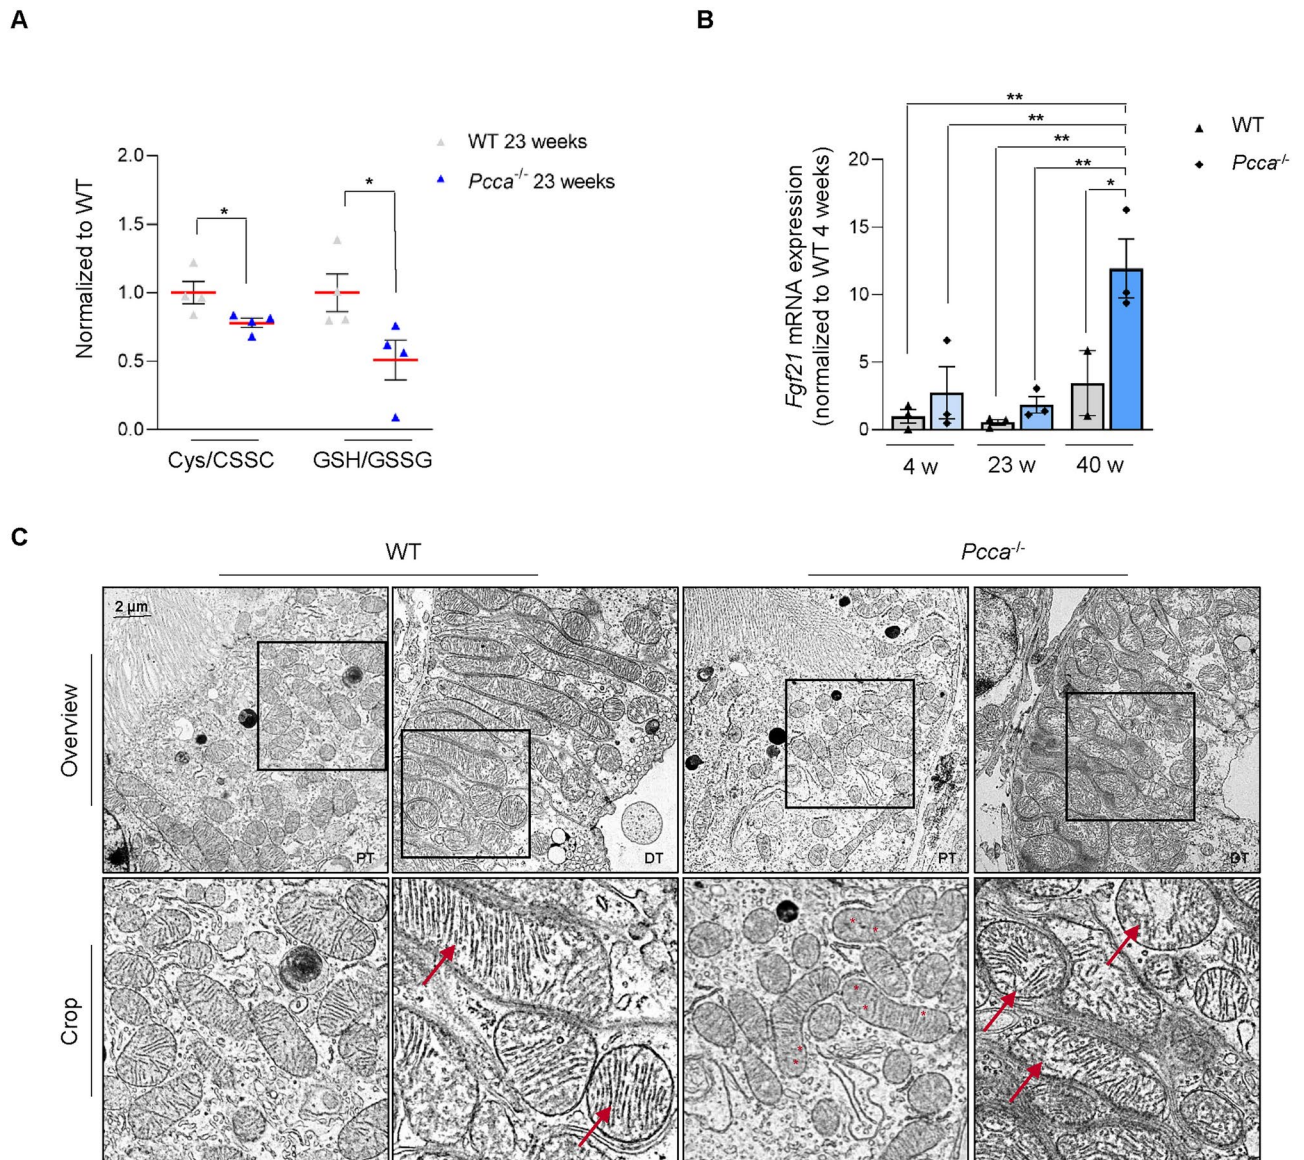 A
WT 23 weeks
Pcca-/- 23 weeks
Normalized to WT
2.0
1.5
1.0
0.5
0.0
*
*
Cys/CSSC
GSH/GSSG
B
WT
Pcca-/-
Fgf21 mRNA expression
(normalized to WT 4 weeks)
20
15
10
5
0
**
**
**
**
*
4 w
23 w
40 w
C
WT
Pcca-/-
Overview
2 µm
PT
DT
PT
DT
Crop
*
*
*
*
*
*
*